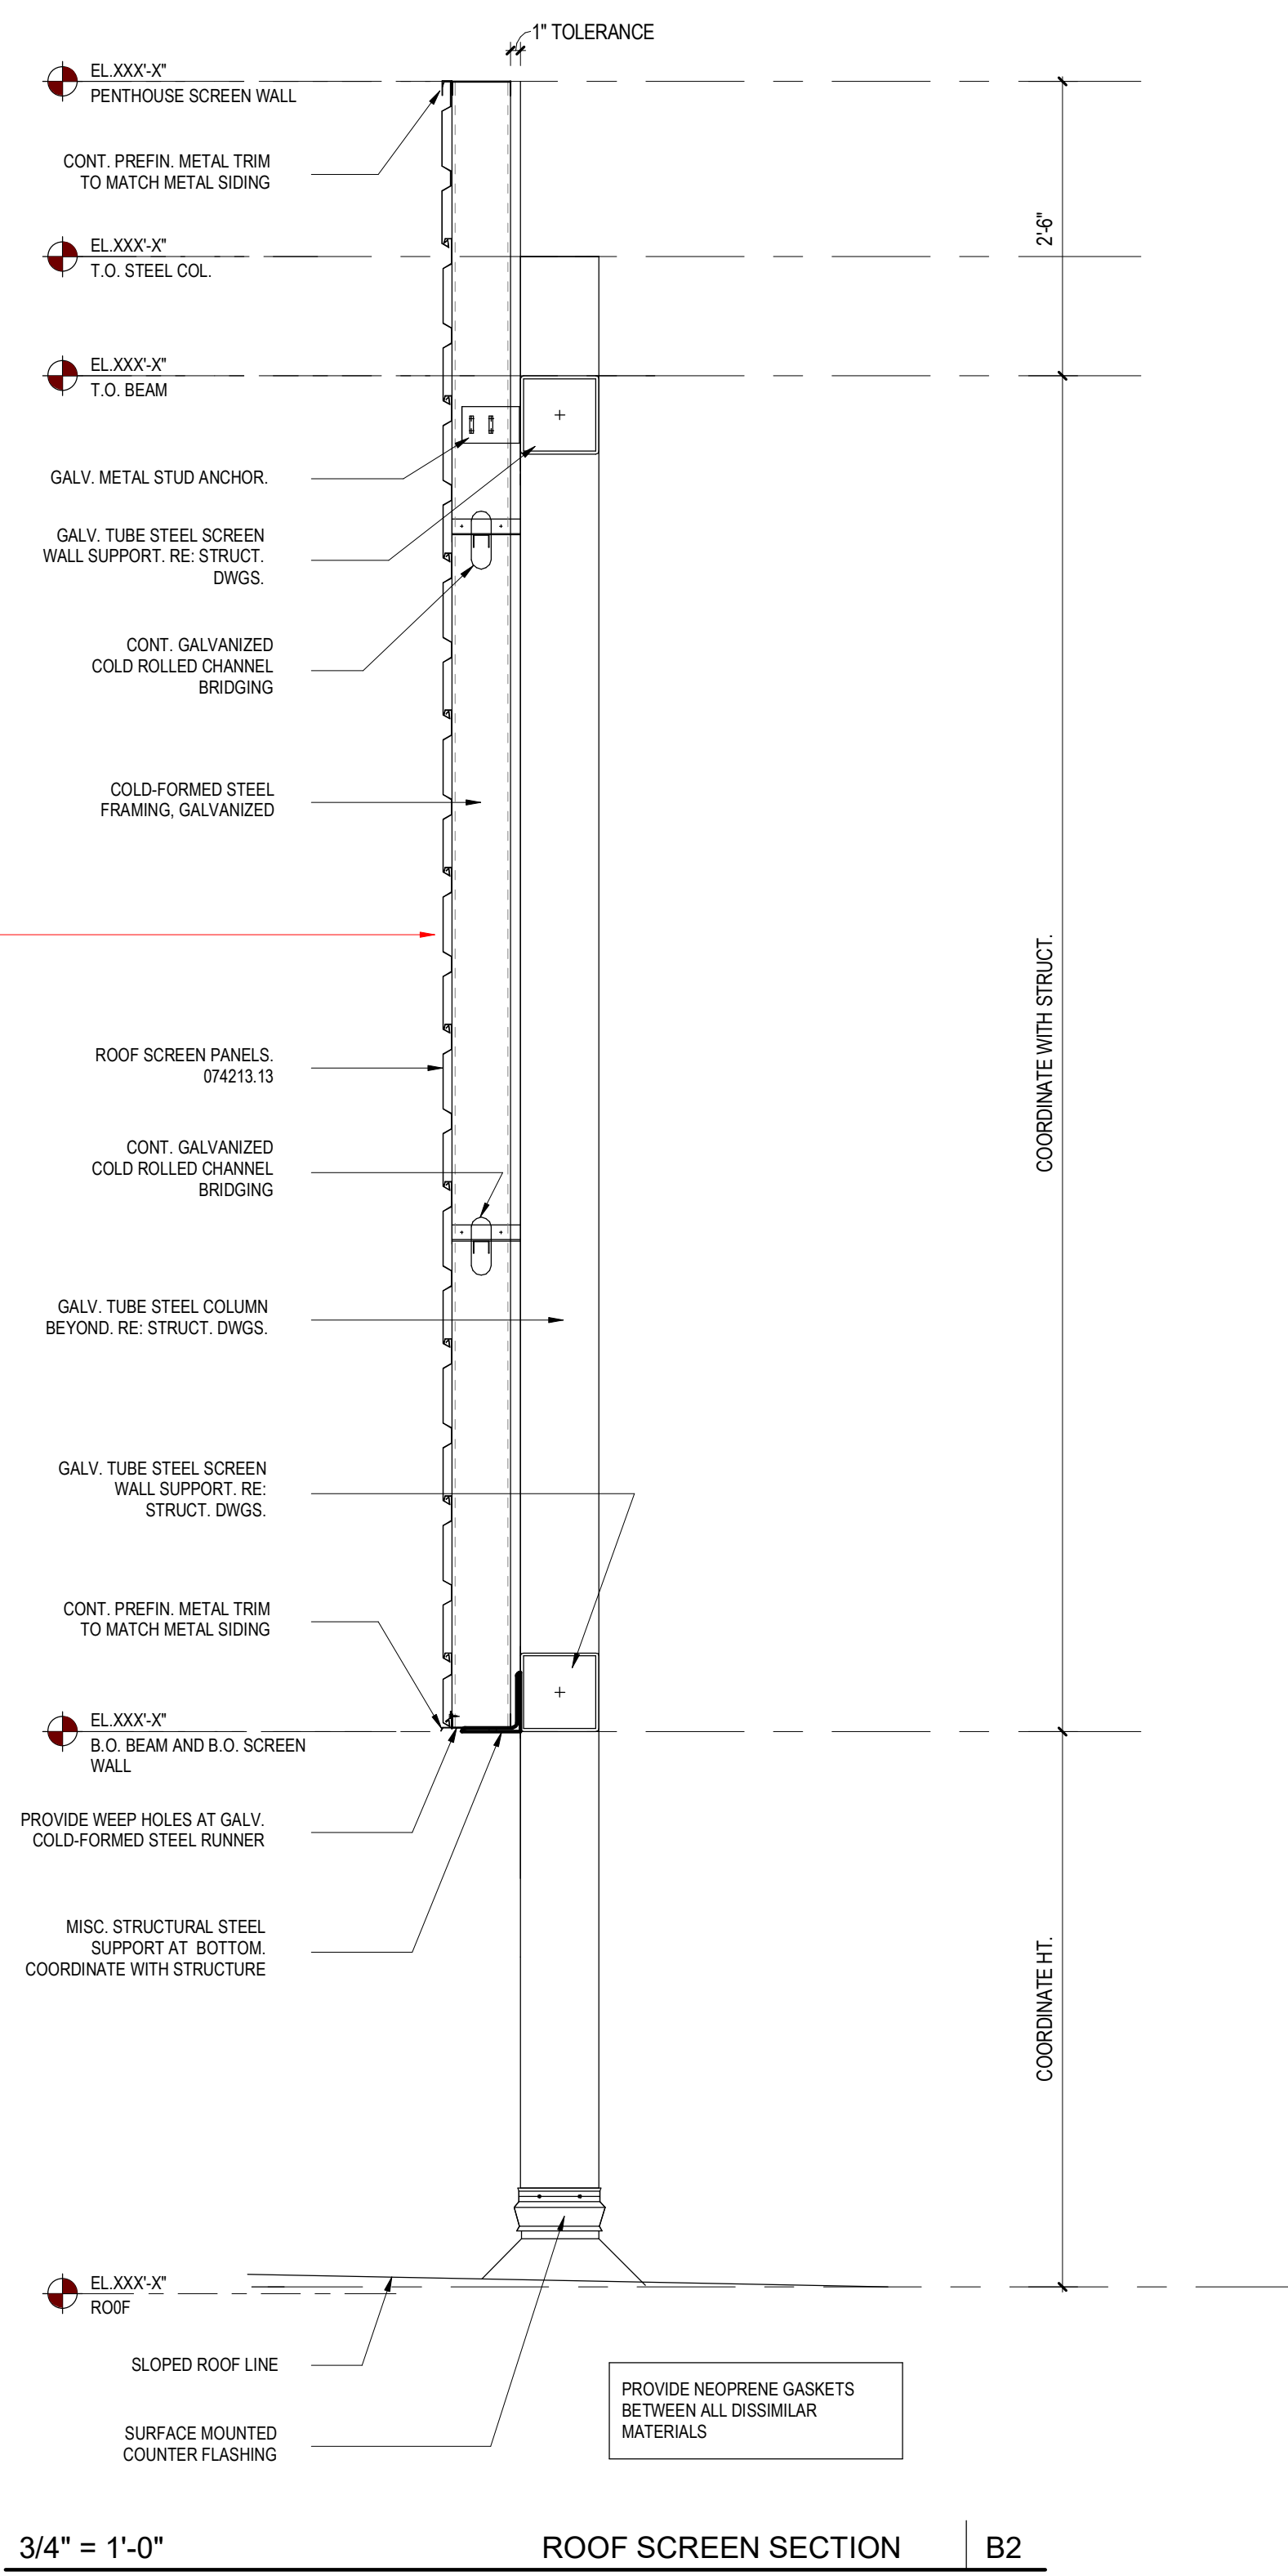 1" TOLERANCE
EL.XXX'-X"
PENTHOUSE SCREEN WALL
CONT. PREFIN. METAL TRIM
TO MATCH METAL SIDING
2'-6"
EL.XXX'-X"
T.O. STEEL COL.
EL.XXX'-X"
T.O. BEAM
GALV. METAL STUD ANCHOR.
GALV. TUBE STEEL SCREEN
WALL SUPPORT. RE: STRUCT.
DWGS.
CONT. GALVANIZED
COLD ROLLED CHANNEL
BRIDGING
COLD-FORMED STEEL
FRAMING, GALVANIZED
COORDINATE WITH STRUCT.
ROOF SCREEN PANELS.
074213.13
CONT. GALVANIZED
COLD ROLLED CHANNEL
BRIDGING
GALV. TUBE STEEL COLUMN
BEYOND. RE: STRUCT. DWGS.
GALV. TUBE STEEL SCREEN
WALL SUPPORT. RE:
STRUCT. DWGS.
CONT. PREFIN. METAL TRIM
TO MATCH METAL SIDING
EL.XXX'-X"
B.O. BEAM AND B.O. SCREEN
WALL
PROVIDE WEEP HOLES AT GALV.
COLD-FORMED STEEL RUNNER
MISC. STRUCTURAL STEEL
SUPPORT AT BOTTOM.
COORDINATE WITH STRUCTURE
COORDINATE HT.
EL.XXX'-X"
RO0F
SLOPED ROOF LINE
SURFACE MOUNTED
COUNTER FLASHING
PROVIDE NEOPRENE GASKETS
BETWEEN ALL DISSIMILAR
MATERIALS
3/4" = 1'-0"
ROOF SCREEN SECTION
B2